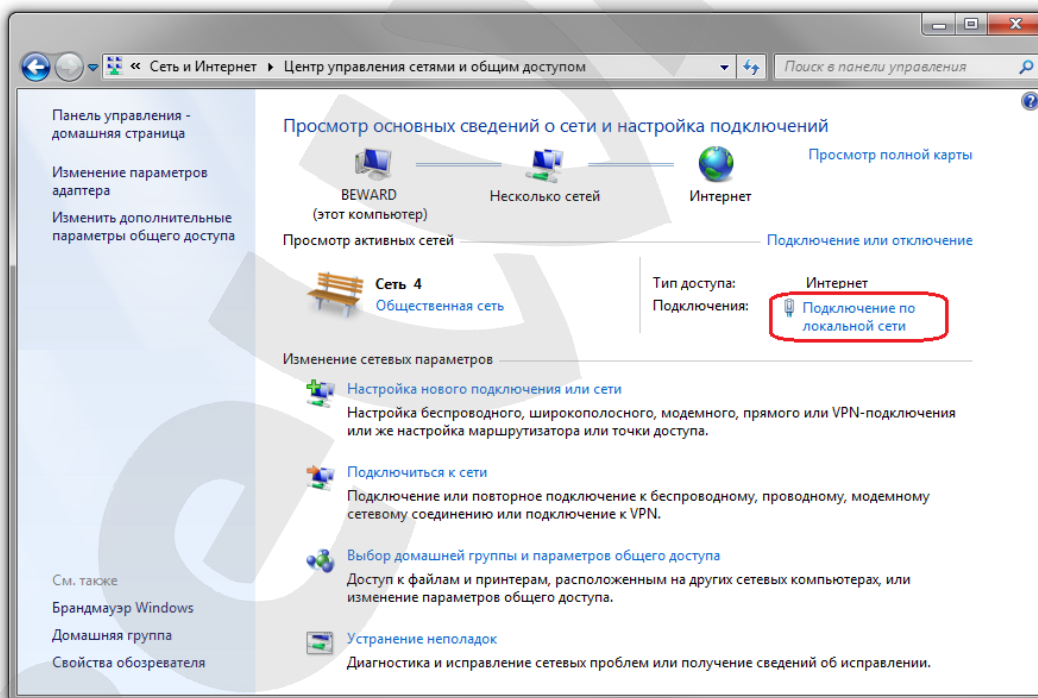 « Сеть и Интернет ▸ Центр управления сетями и общим доступом
Поиск в панели управления
Панель управления -
домашняя страница
Изменение параметров
адаптера
Изменить дополнительные
параметры общего доступа
Просмотр основных сведений о сети и настройка подключений
Просмотр полной карты
BEWARD
(этот компьютер)
Несколько сетей
Интернет
Просмотр активных сетей
Подключение или отключение
Сеть 4
Общественная сеть
Тип доступа: Интернет
Подключения: Подключение по
локальной сети
Изменение сетевых параметров
Настройка нового подключения или сети
Настройка беспроводного, широкополосного, модемного, прямого или VPN-подключения
или же настройка маршрутизатора или точки доступа.
Подключиться к сети
Подключение или повторное подключение к беспроводному, проводному, модемному
сетевому соединению или подключение к VPN.
Выбор домашней группы и параметров общего доступа
Доступ к файлам и принтерам, расположенным на других сетевых компьютерах, или
изменение параметров общего доступа.
Устранение неполадок
Диагностика и исправление сетевых проблем или получение сведений об исправлении.
См. также
Брандмауэр Windows
Домашняя группа
Свойства обозревателя